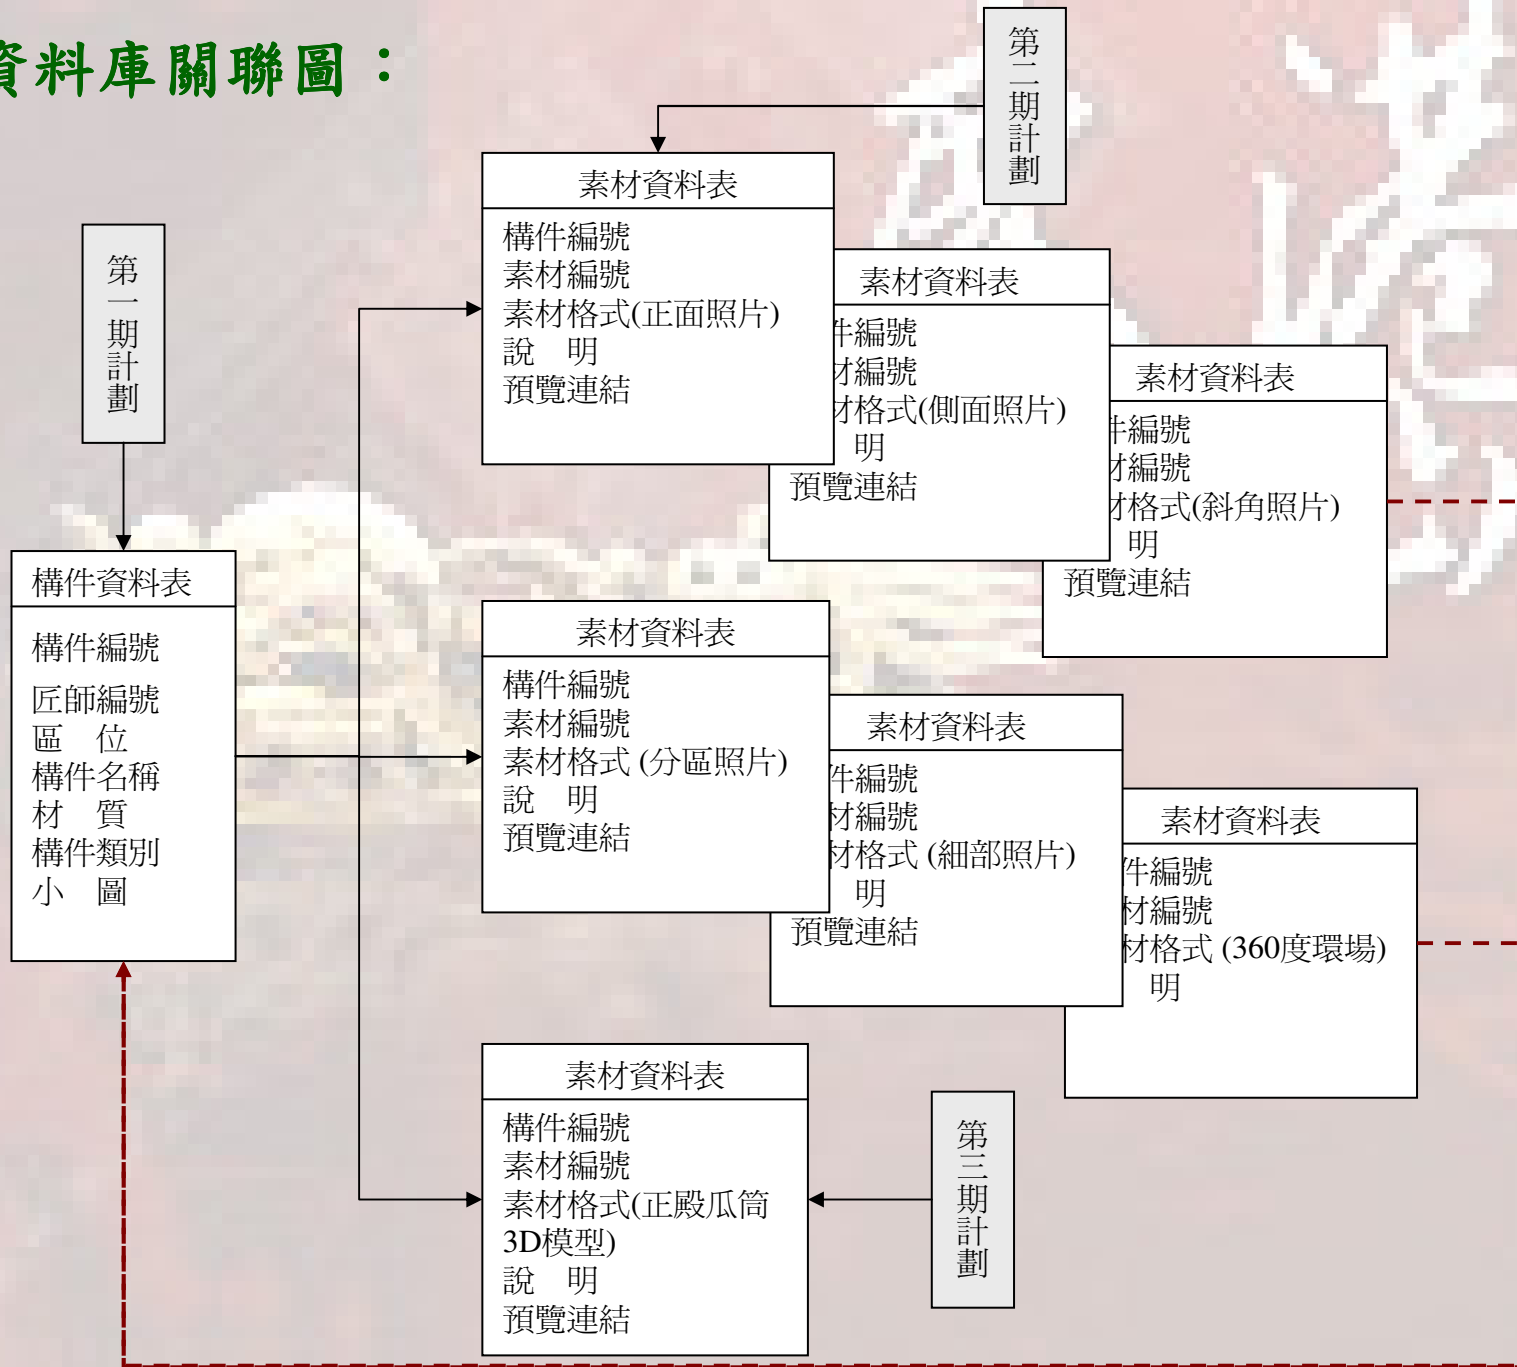 資料庫關聯圖：
第一期計劃
第二期計劃
構件資料表
構件編號
匠師編號
區　位
構件名稱
材　質
構件類別
小　圖
素材資料表
構件編號
素材編號
素材格式(正面照片)
說　明
預覽連結
素材資料表
件編號
材編號
材格式(側面照片)
明
預覽連結
素材資料表
件編號
材編號
材格式(斜角照片)
明
預覽連結
素材資料表
構件編號
素材編號
素材格式 (分區照片)
說　明
預覽連結
素材資料表
件編號
材編號
材格式 (細部照片)
明
預覽連結
素材資料表
件編號
材編號
材格式 (360度環場)
明
素材資料表
構件編號
素材編號
素材格式(正殿瓜筒
3D模型)
說　明
預覽連結
第三期計劃